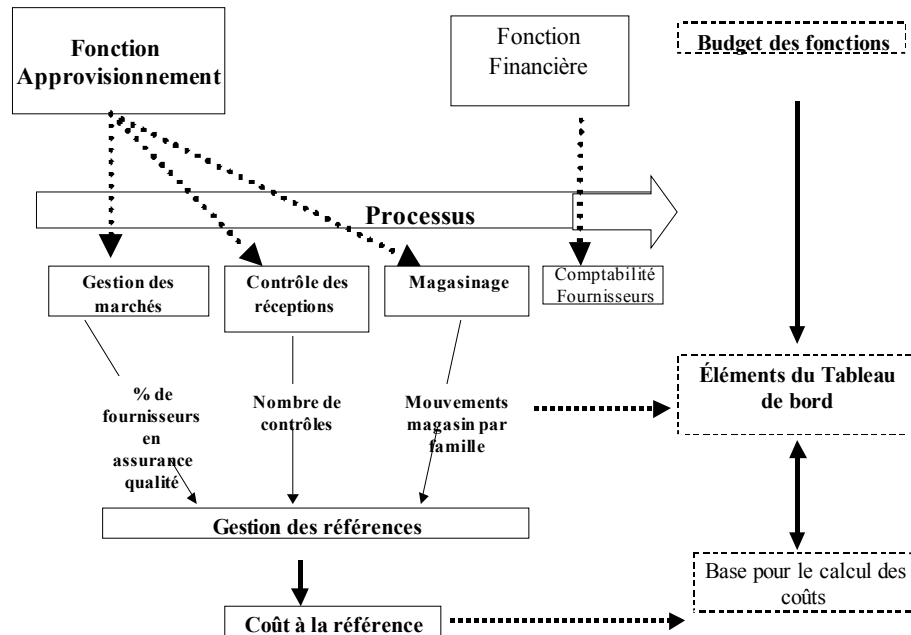 Fonction
Approvisionnement
Fonction
Financière
Budget des fonctions
Processus
Gestion des
marchés
Contrôle des
réceptions
Magasinage
Comptabilité
Fournisseurs
% de
fournisseurs
en
assurance
qualité
Nombre de
contrôles
Mouvements
magasin par
famille
Éléments du Tableau
de bord
Gestion des références
Base pour le calcul des
coûts
Coût à la référence